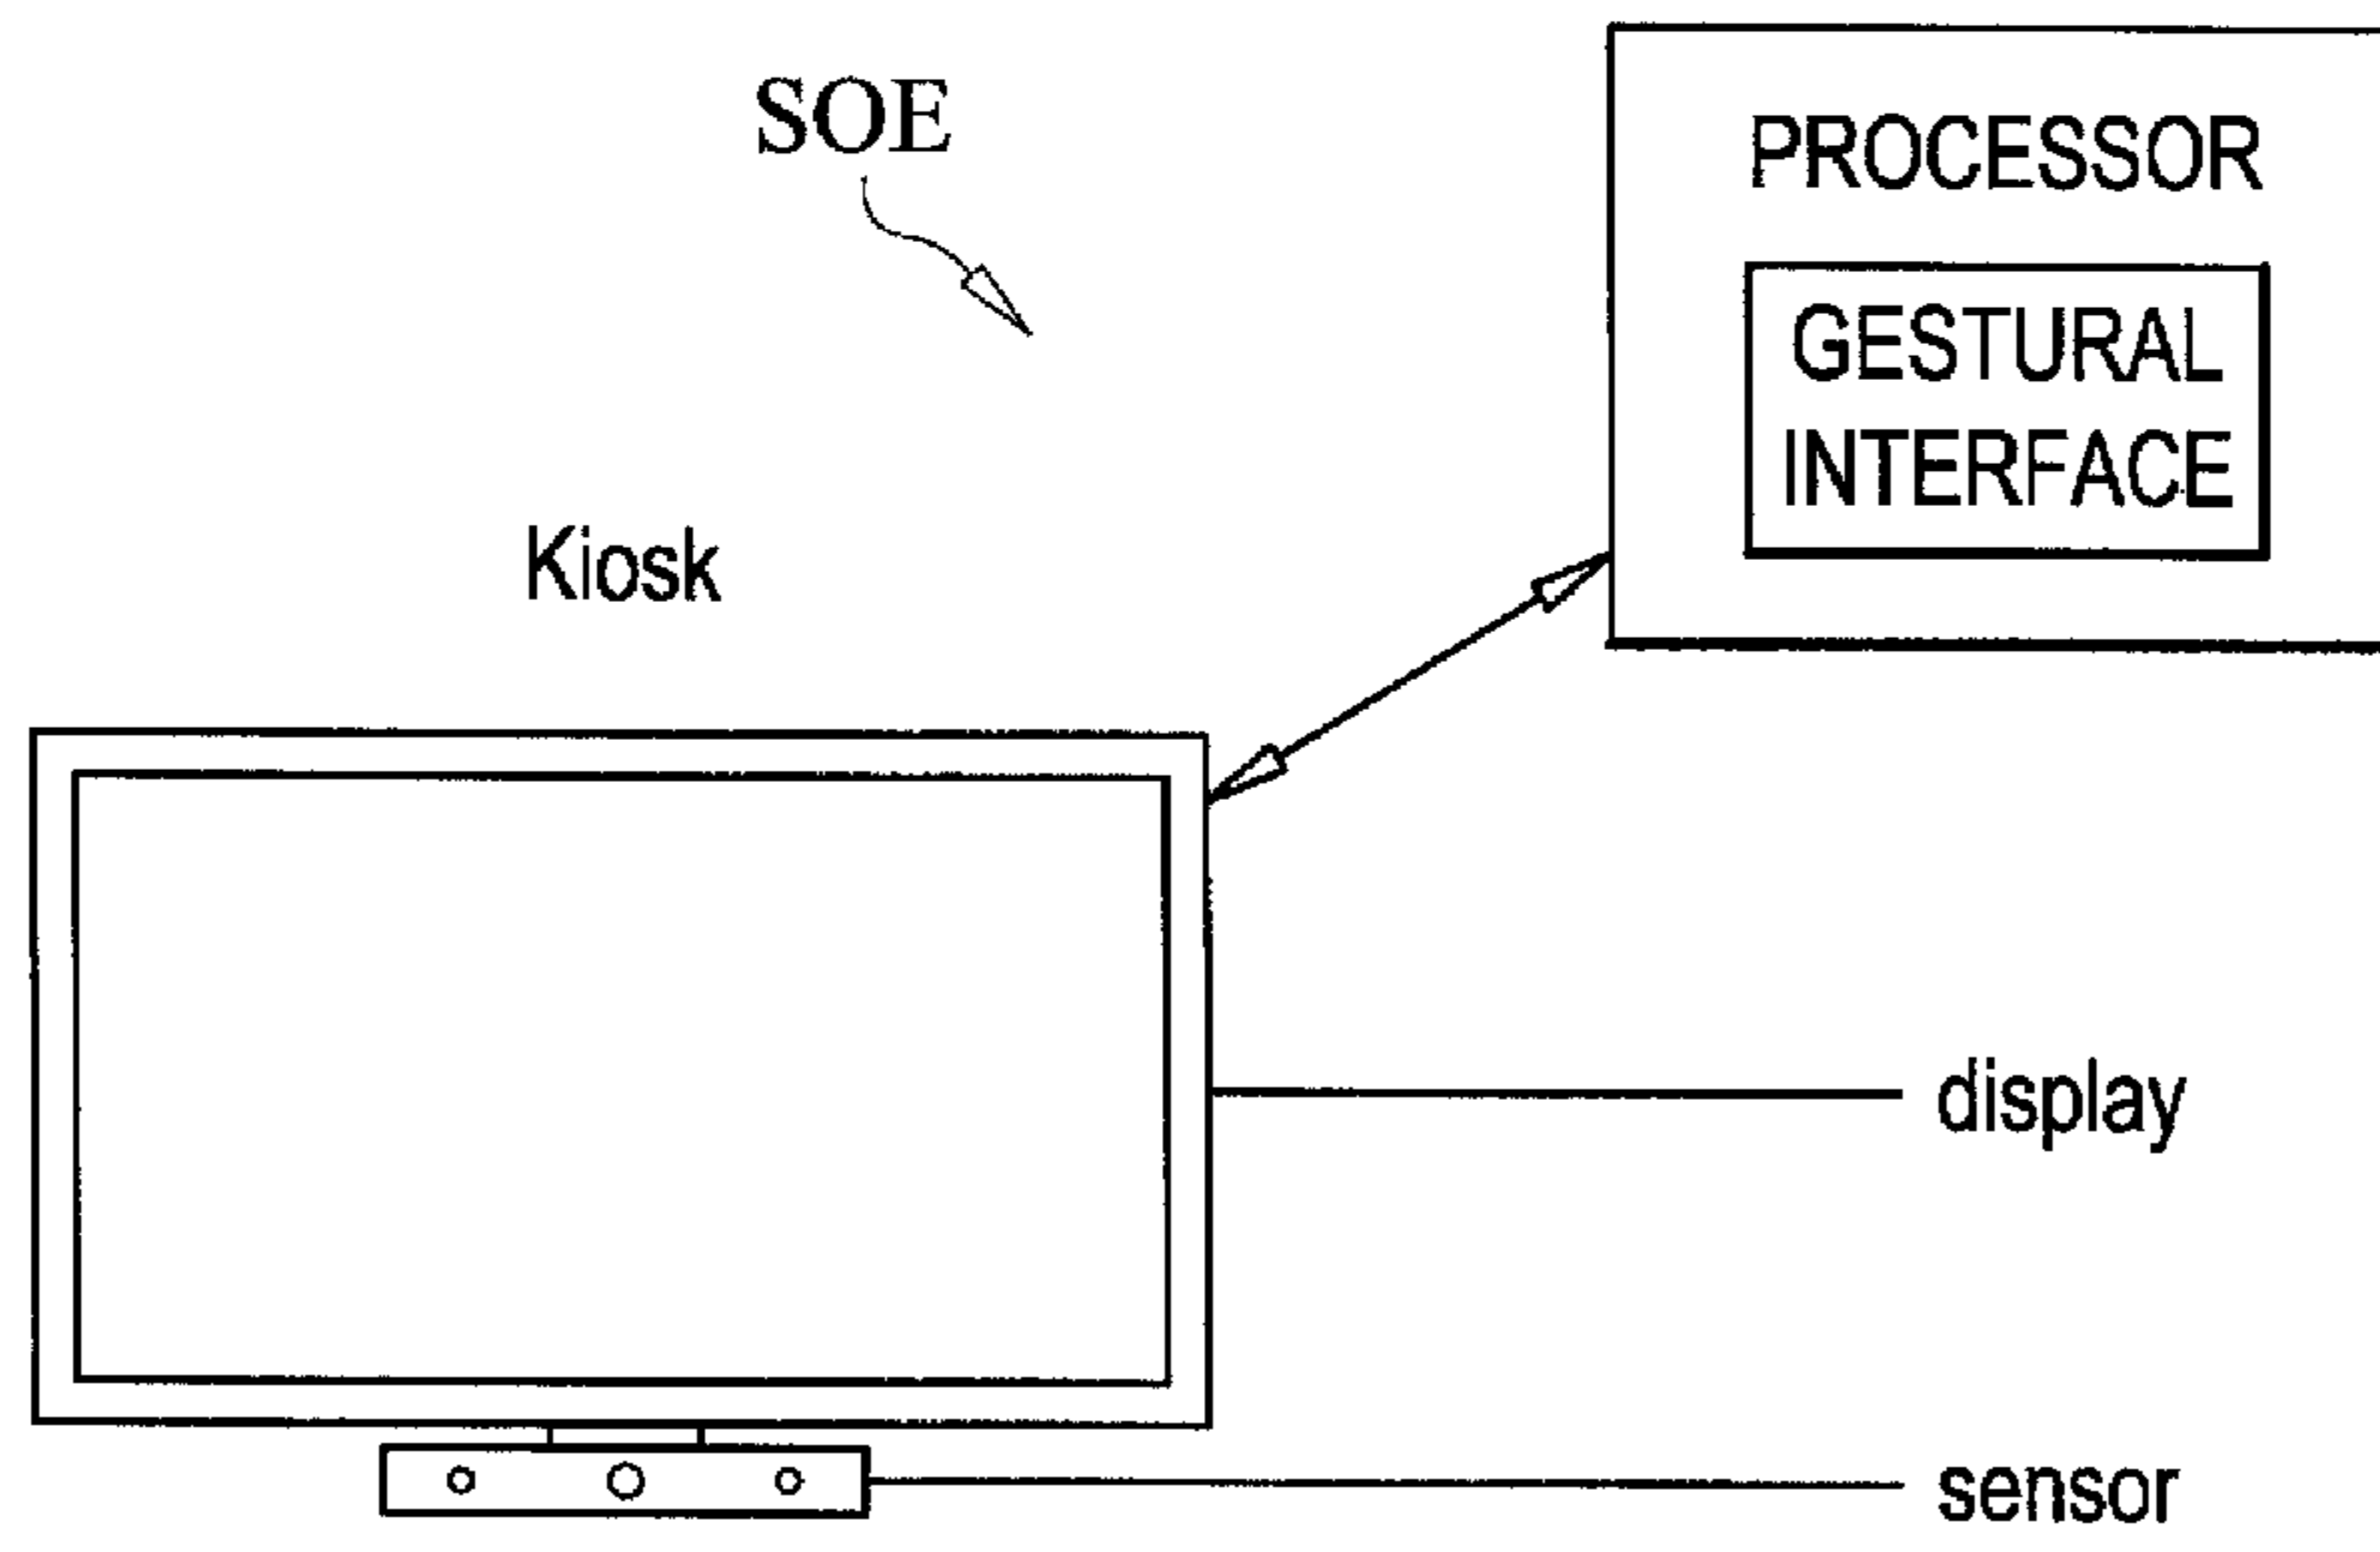 SOE
PROCESSOR
GESTURAL
INTERFACE
Kiosk
display
sensor